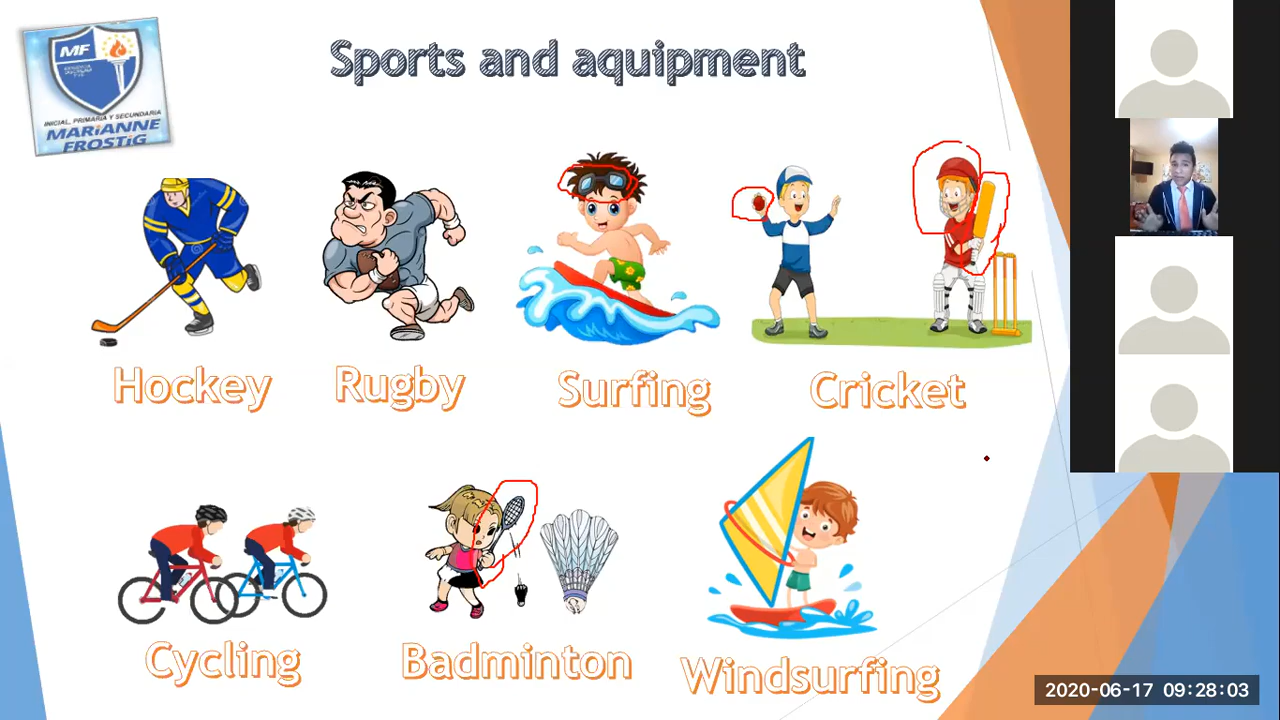 MF
INICIAL, PRIMARIA Y SECUNDARIA
MARIANNE
FROSTIG
Sports and aquipment
Hockey
Rugby
Surfing
Cricket
Cycling
Badminton
Windsurfing
2020-06-17 09:28:03